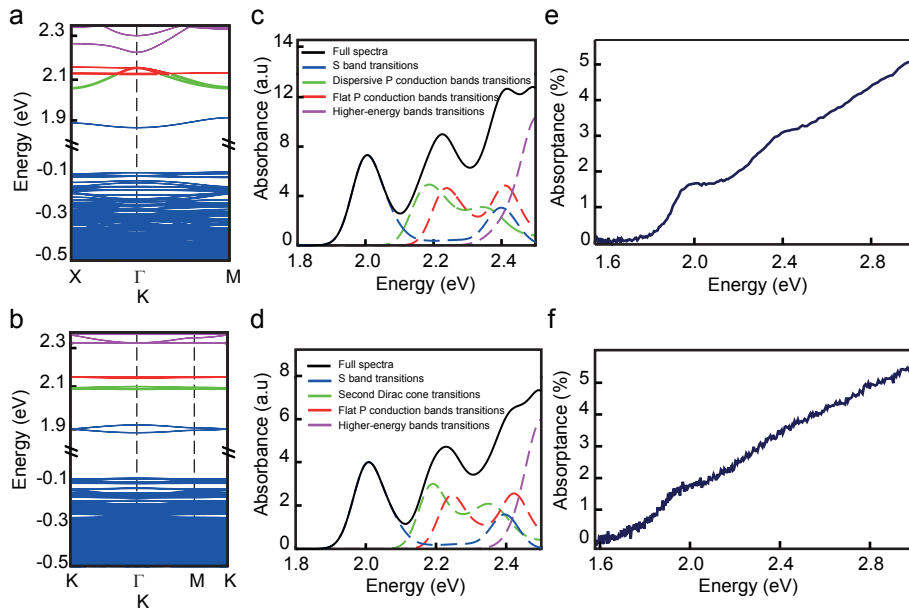 a
Energy (eV)
2.3
2.1
1.9
-0.1
-0.3
-0.5
X Γ M
K
b
Energy (eV)
2.3
2.1
1.9
-0.1
-0.3
-0.5
K Γ M K
K
c
Absorbance (a.u)
14
12
8
4
0
Full spectra
S band transitions
Dispersive P conduction bands transitions
Flat P conduction bands transitions
Higher-energy bands transitions
1.8 2.0 2.2 2.4
Energy (eV)
d
Absorbance (a.u)
8
6
4
2
0
Full spectra
S band transitions
Second Dirac cone transitions
Flat P conduction bands transitions
Higher-energy bands transitions
1.8 2.0 2.2 2.4
Energy (eV)
e
Absorptance (%)
5
4
3
2
1
0
2.0 2.4 2.8
Energy (eV)
f
Absorptance (%)
5
4
3
2
1
0
1.6 2.0 2.4 2.8
Energy (eV)